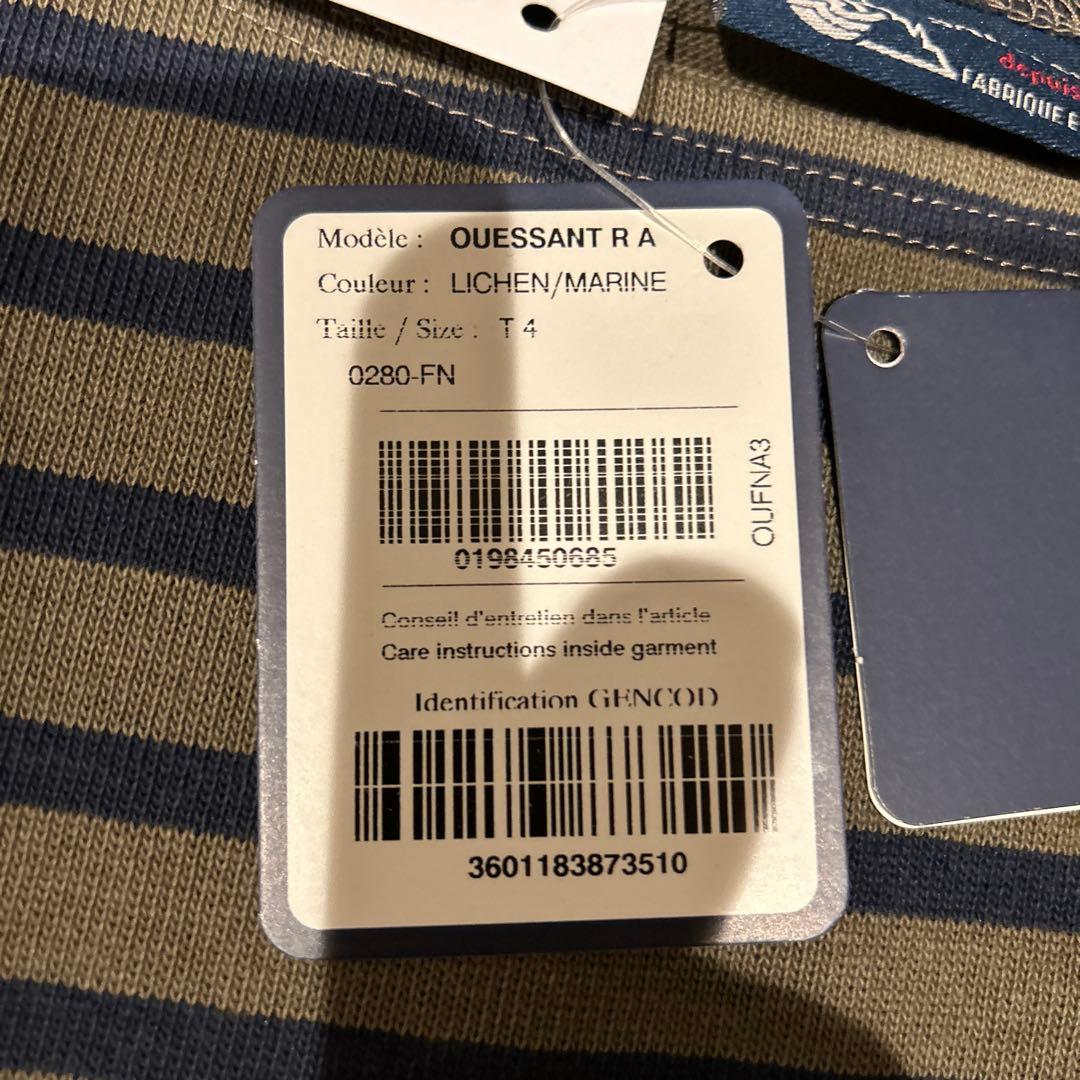 depuis
FABRIQUE E
Modèle : OUESSANT R A
Couleur : LICHEN/MARINE
Taille / Size : T 4
0280-FN
OUFNA3
0198450685
Conseil d'entretien dans l'article
Care instructions inside garment
Identification GENCOD
3601183873510